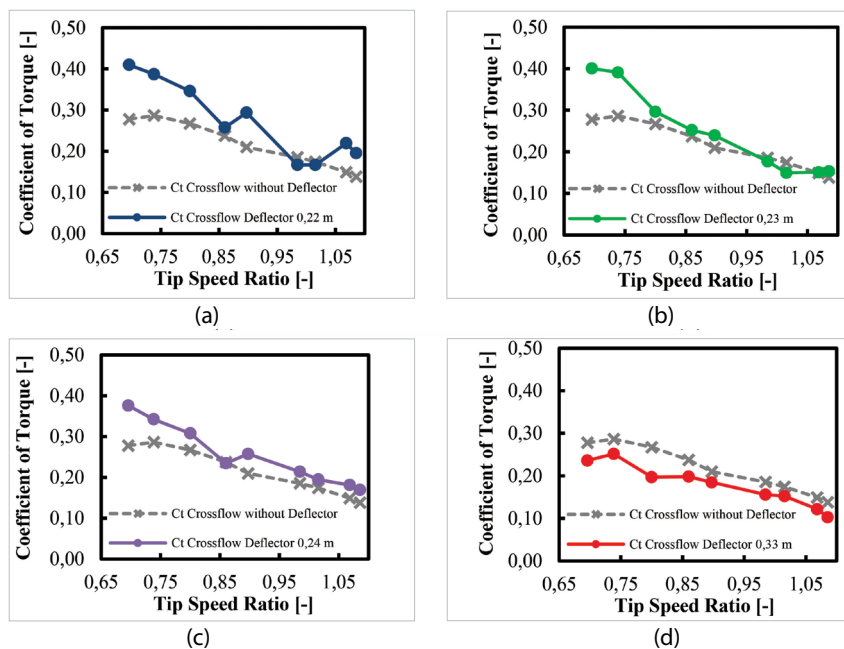 (a)
Coefficient of Torque [-]
0,50
0,40
0,30
0,20
0,10
0,00
Ct Crossflow without Deflector
Ct Crossflow Deflector 0,22 m
0,65 0,75 0,85 0,95 1,05
Tip Speed Ratio [-]
(a)
(b)
Coefficient of Torque [-]
0,50
0,40
0,30
0,20
0,10
0,00
Ct Crossflow without Deflector
Ct Crossflow Deflector 0,23 m
0,65 0,75 0,85 0,95 1,05
Tip Speed Ratio [-]
(b)
(c)
Coefficient of Torque [-]
0,50
0,40
0,30
0,20
0,10
0,00
Ct Crossflow without Deflector
Ct Crossflow Deflector 0,24 m
0,65 0,75 0,85 0,95 1,05
Tip Speed Ratio [-]
(c)
(d)
Coefficient of Torque [-]
0,50
0,40
0,30
0,20
0,10
0,00
Ct Crossflow without Deflector
Ct Crossflow Deflector 0,33 m
0,65 0,75 0,85 0,95 1,05
Tip Speed Ratio [-]
(d)